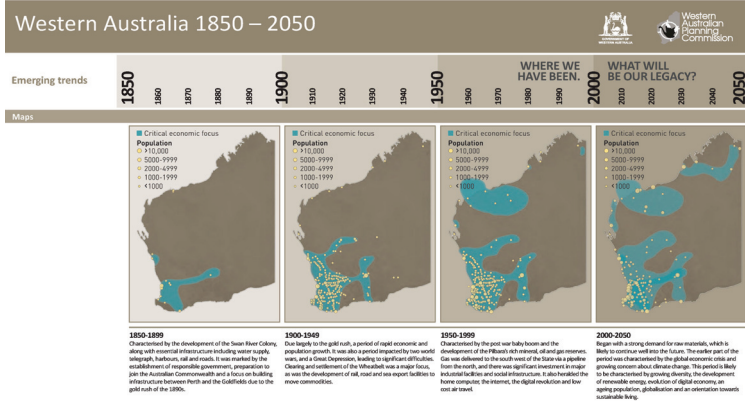 Western Australia 1850 – 2050
GOVERNMENT OF
WESTERN AUSTRALIA
Western
Australian
Planning
Commission
Emerging trends
1850
1860
1870
1880
1890
1900
1910
1920
1930
1940
1950
1960
1970
1980
1990
WHERE WE
HAVE BEEN.
2000
WHAT WILL
BE OUR LEGACY?
2010
2020
2030
2040
2050
Maps
Critical economic focus
Population
>10,000
5000-9999
2000-4999
1000-1999
<1000
Critical economic focus
Population
>10,000
5000-9999
2000-4999
1000-1999
<1000
Critical economic focus
Population
>10,000
5000-9999
2000-4999
1000-1999
<1000
Critical economic focus
Population
>10,000
5000-9999
2000-4999
1000-1999
<1000
1850-1899
Characterised by the development of the Swan River Colony,
along with essential infrastructure including water supply,
telegraph, harbours, rail and roads. It was marked by the
establishment of responsible government, preparation to
join the Australian Commonwealth and a focus on building
infrastructure between Perth and the Goldfields due to the
gold rush of the 1890s.
1900-1949
Due largely to the gold rush, a period of rapid economic and
population growth. It was also a period impacted by two world
wars, and a Great Depression, leading to significant difficulties.
Clearing and settlement of the Wheatbelt was a major focus,
as was the development of rail, road and sea export facilities to
move commodities.
1950-1999
Characterised by the post war baby boom and the
development of the Pilbara's rich mineral, oil and gas reserves.
Gas was delivered to the south west of the State via a pipeline
from the north, and there was significant investment in major
industrial facilities and social infrastructure. It also heralded the
home computer, the internet, the digital revolution and low
cost air travel.
2000-2050
Began with a strong demand for raw materials, which is
likely to continue well into the future. The earlier part of the
period was characterised by the global economic crisis and
growing concern about climate change. This period is likely
to be characterised by growing diversity, the development
of renewable energy, evolution of digital economy, an
ageing population, globalisation and an orientation towards
sustainable living.